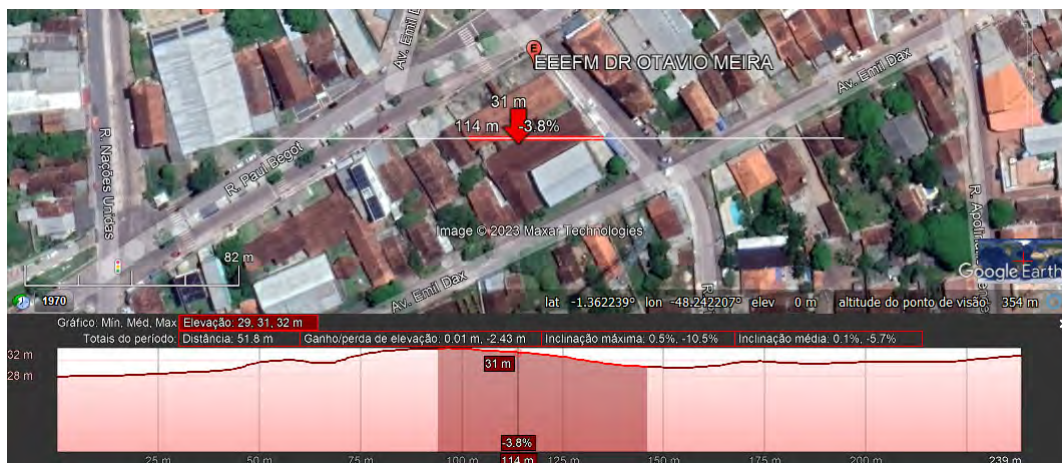 Av. Emil D
E
EEEFM DR OTAVIO MEIRA
Av. Emil Dax
31 m
114 m -3.8%
R. Nações Unidas
R. Paul Begot
Image © 2023 Maxar Technologies
82 m
Av. Emil Dax
R. Apolin
Google Earth
1970
lat -1.362239° lon -48.242207° elev 0 m altitude do ponto de visão: 354 m
Gráfico: Mín, Méd, Max Elevação: 29, 31, 32 m
Totais do período: Distância: 51.8 m Ganho/perda de elevação: 0.01 m, -2.43 m Inclinação máxima: 0.5%, -10.5% Inclinação média: 0.1%, -5.7%
32 m
31 m
28 m
-3.8%
25 m 50 m 75 m 100 m 114 m 125 m 150 m 175 m 200 m 239 m